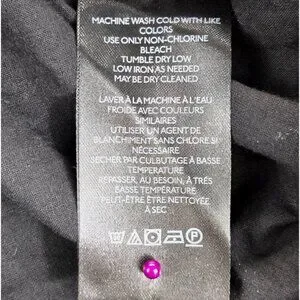 MACHINE WASH COLD WITH LIKE
COLORS
USE ONLY NON-CHLORINE
BLEACH
TUMBLE DRY LOW
LOW IRON AS NEEDED
MAY BE DRY CLEANED
LAVER À LA MACHINE À L'EAU
FROIDE AVEC COULEURS
SIMILAIRES
UTILISER UN AGENT DE
BLANCHIMENT SANS CHLORE SI
NÉCESSAIRE
SÉCHER PAR CULBUTAGE À BASSE
TEMPERATURE
REPASSER, AU BESOIN, À TRÈS
BASSE TEMPÉRATURE
PEUT-ÊTRE NETTOYÉE
À SEC